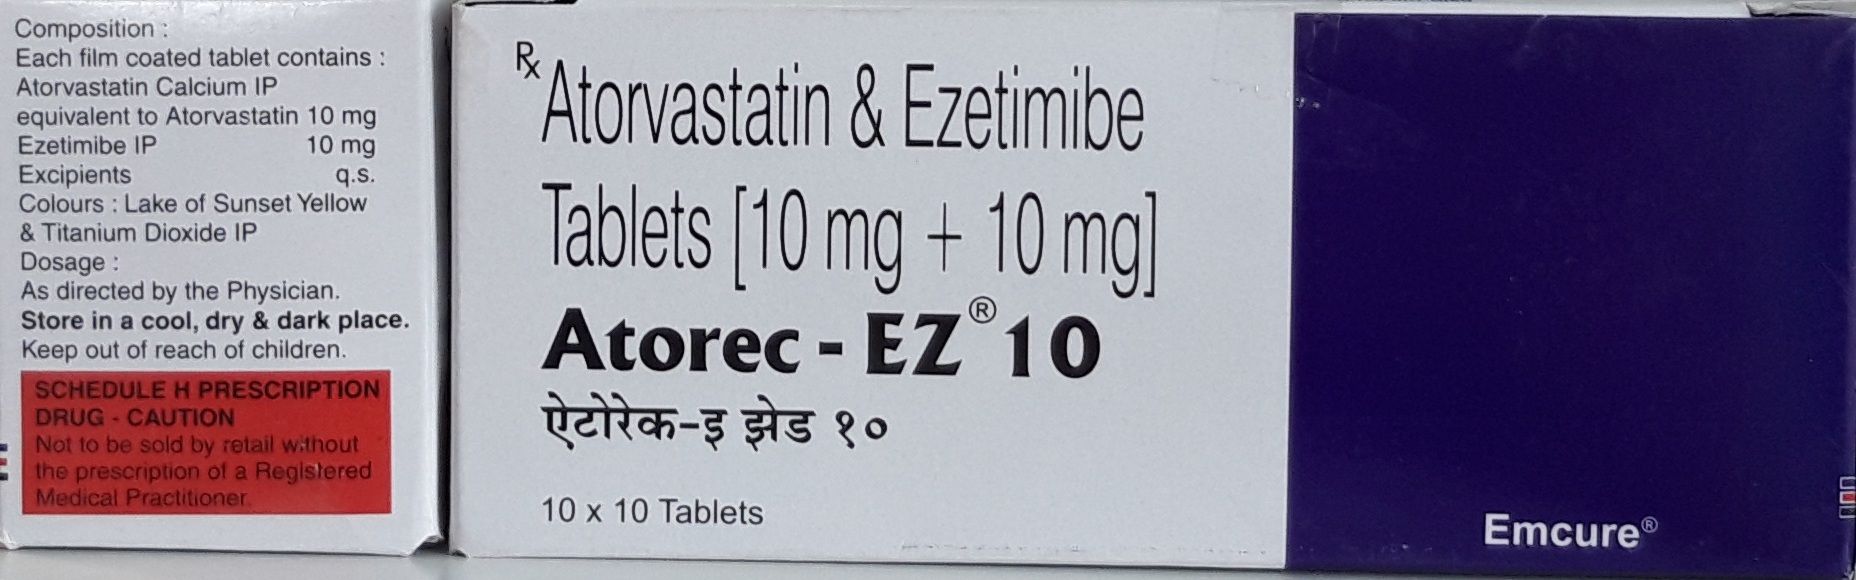 Composition :
Each film coated tablet contains :
Atorvastatin Calcium IP
equivalent to Atorvastatin 10 mg
Ezetimibe IP 10 mg
Excipients q.s.
Colours : Lake of Sunset Yellow
& Titanium Dioxide IP
Dosage :
As directed by the Physician.
Store in a cool, dry & dark place.
Keep out of reach of children.
SCHEDULE H PRESCRIPTION
DRUG - CAUTION
Not to be sold by retail without
the prescription of a Registered
Medical Practitioner.
Rx Atorvastatin & Ezetimibe
Tablets [10 mg + 10 mg]
Atorec - EZ® 10
ऐटोरेक-इ झेड १०
10 x 10 Tablets
Emcure®